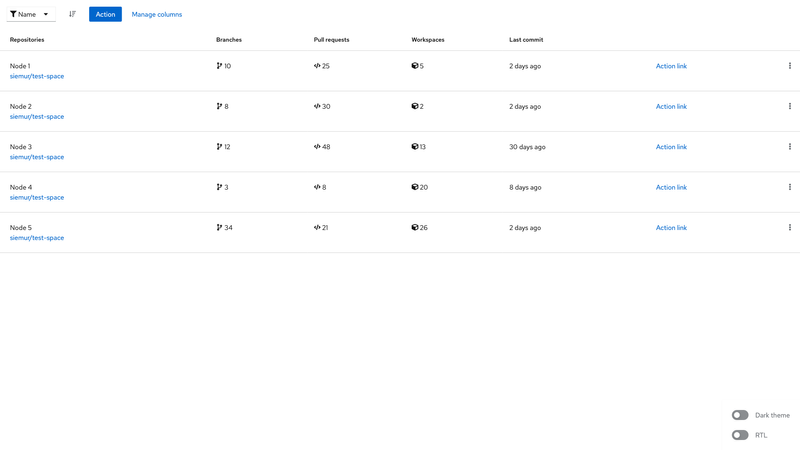 Name Action Manage columns
Repositories Branches Pull requests Workspaces Last commit
Node 1 10 25 5 2 days ago Action link
siemur/test-space
Node 2 8 30 2 2 days ago Action link
siemur/test-space
Node 3 12 48 13 30 days ago Action link
siemur/test-space
Node 4 3 8 20 8 days ago Action link
siemur/test-space
Node 5 34 21 26 2 days ago Action link
siemur/test-space
Dark theme
RTL